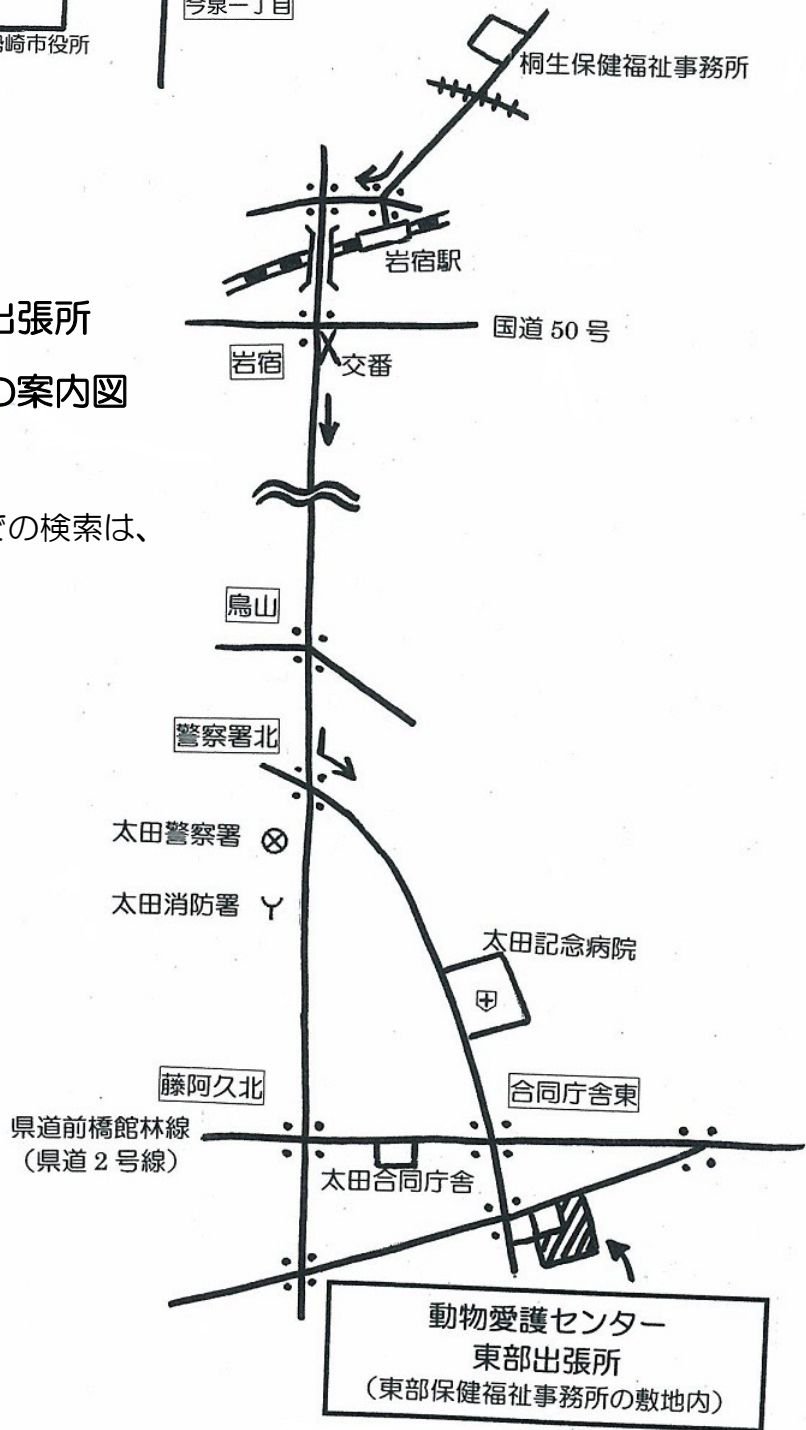 今泉一丁目
崎市役所
桐生保健福祉事務所
岩宿駅
出張所
国道 50 号
岩宿
交番
の案内図
での検索は、
鳥山
警察署北
太田警察署
太田消防署
太田記念病院
藤阿久北
合同庁舎東
県道前橋館林線
（県道 2 号線）
太田合同庁舎
動物愛護センター
東部出張所
（東部保健福祉事務所の敷地内）